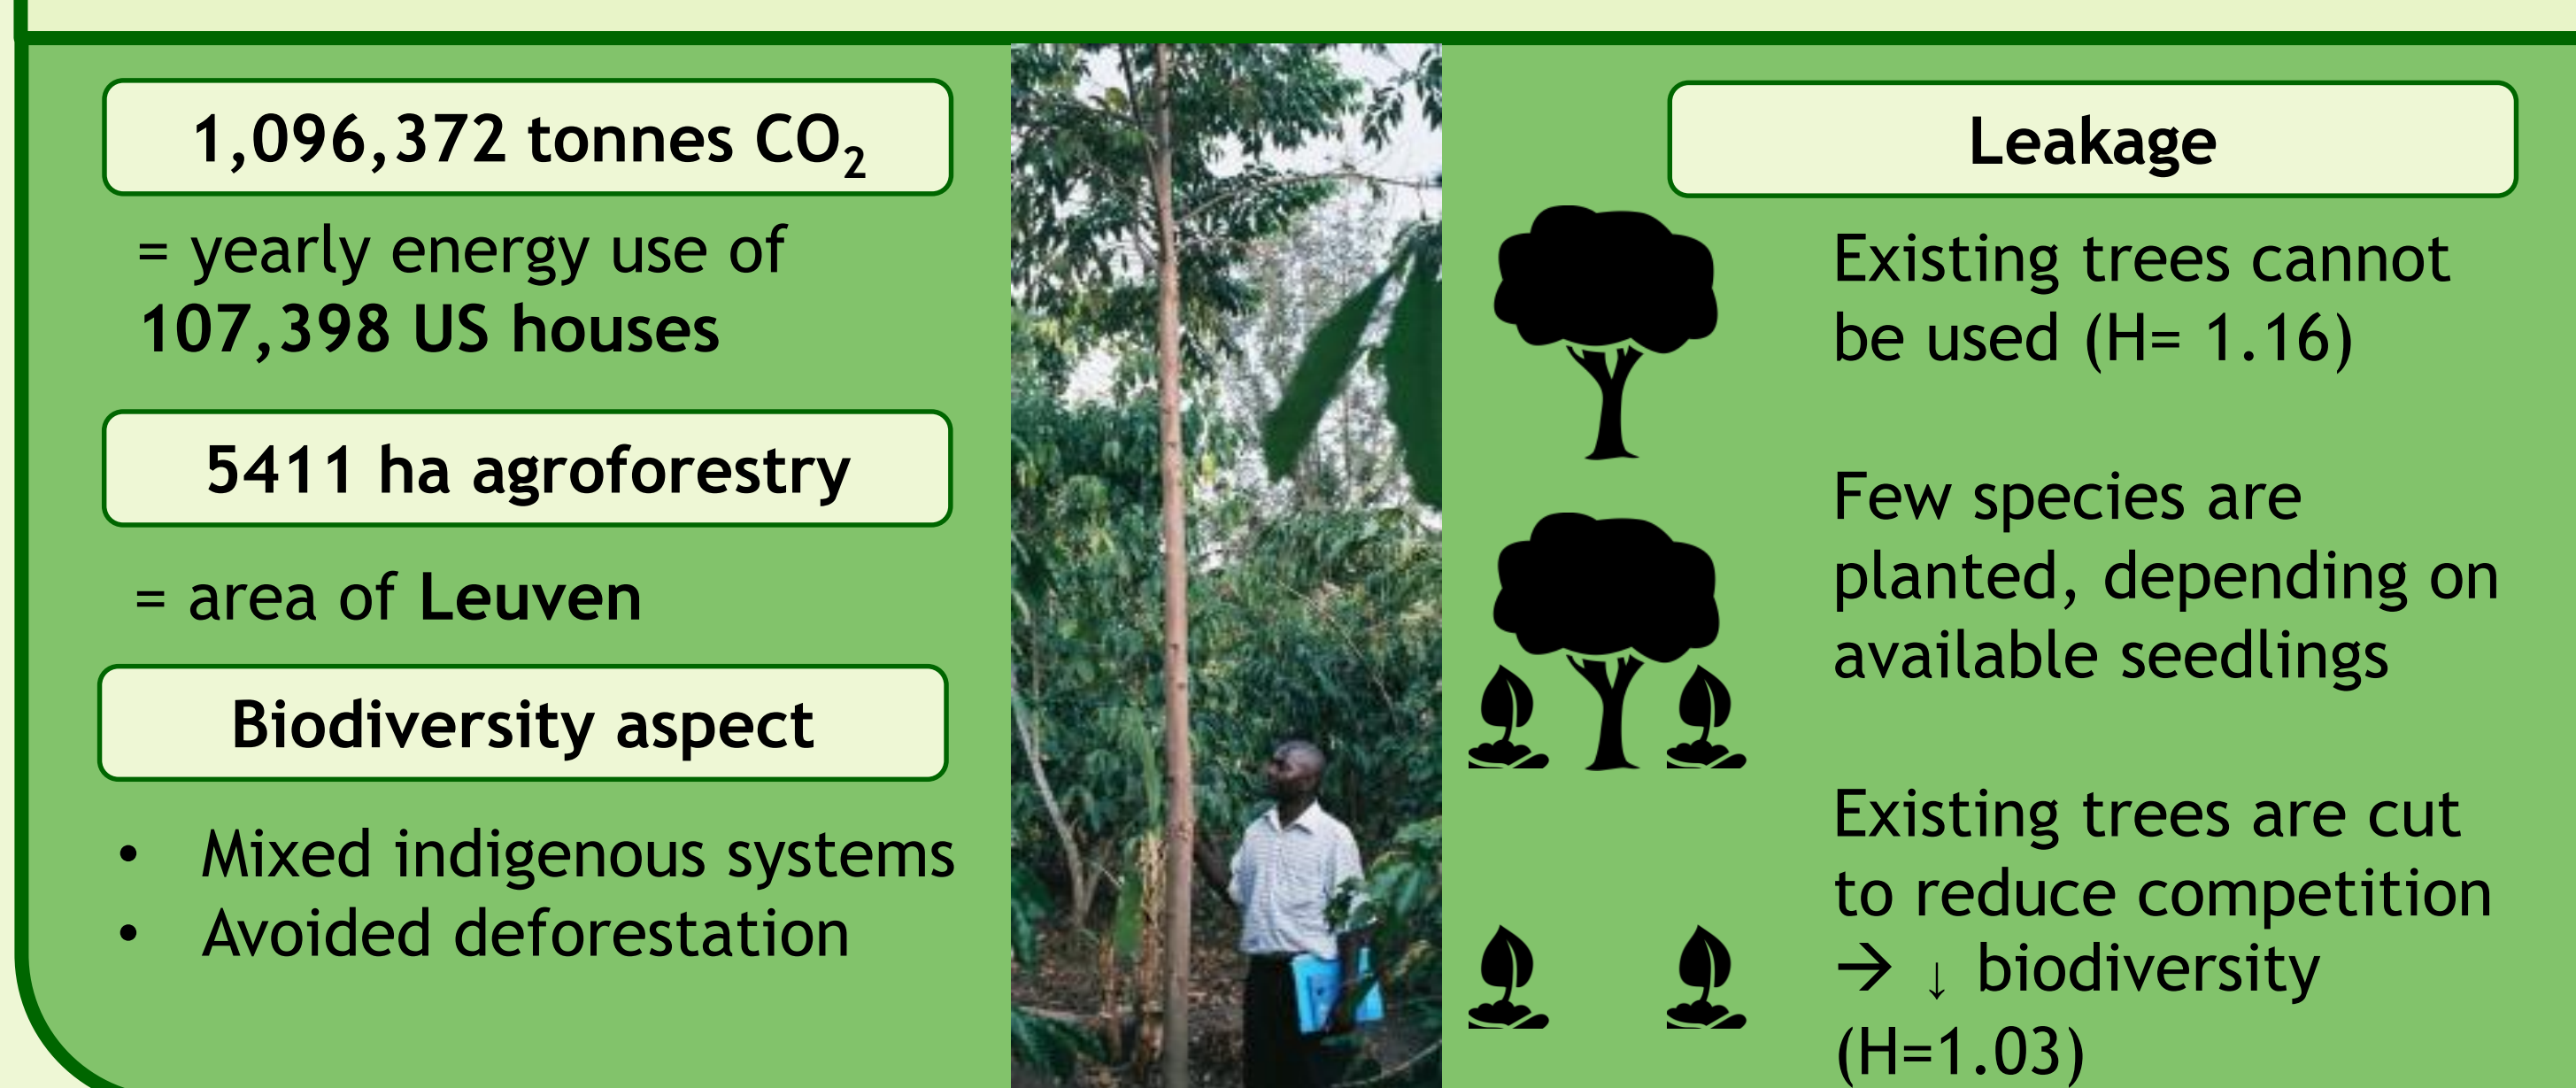 1,096,372 tonnes CO₂
= yearly energy use of
107,398 US houses
5411 ha agroforestry
= area of Leuven
Biodiversity aspect
• Mixed indigenous systems
• Avoided deforestation
Leakage
Existing trees cannot
be used (H= 1.16)
Few species are
planted, depending on
available seedlings
Existing trees are cut
to reduce competition
→ ↓ biodiversity
(H=1.03)